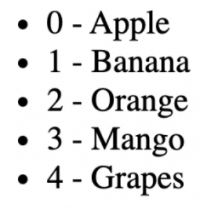 • 0 - Apple
• 1 - Banana
• 2 - Orange
• 3 - Mango
• 4 - Grapes